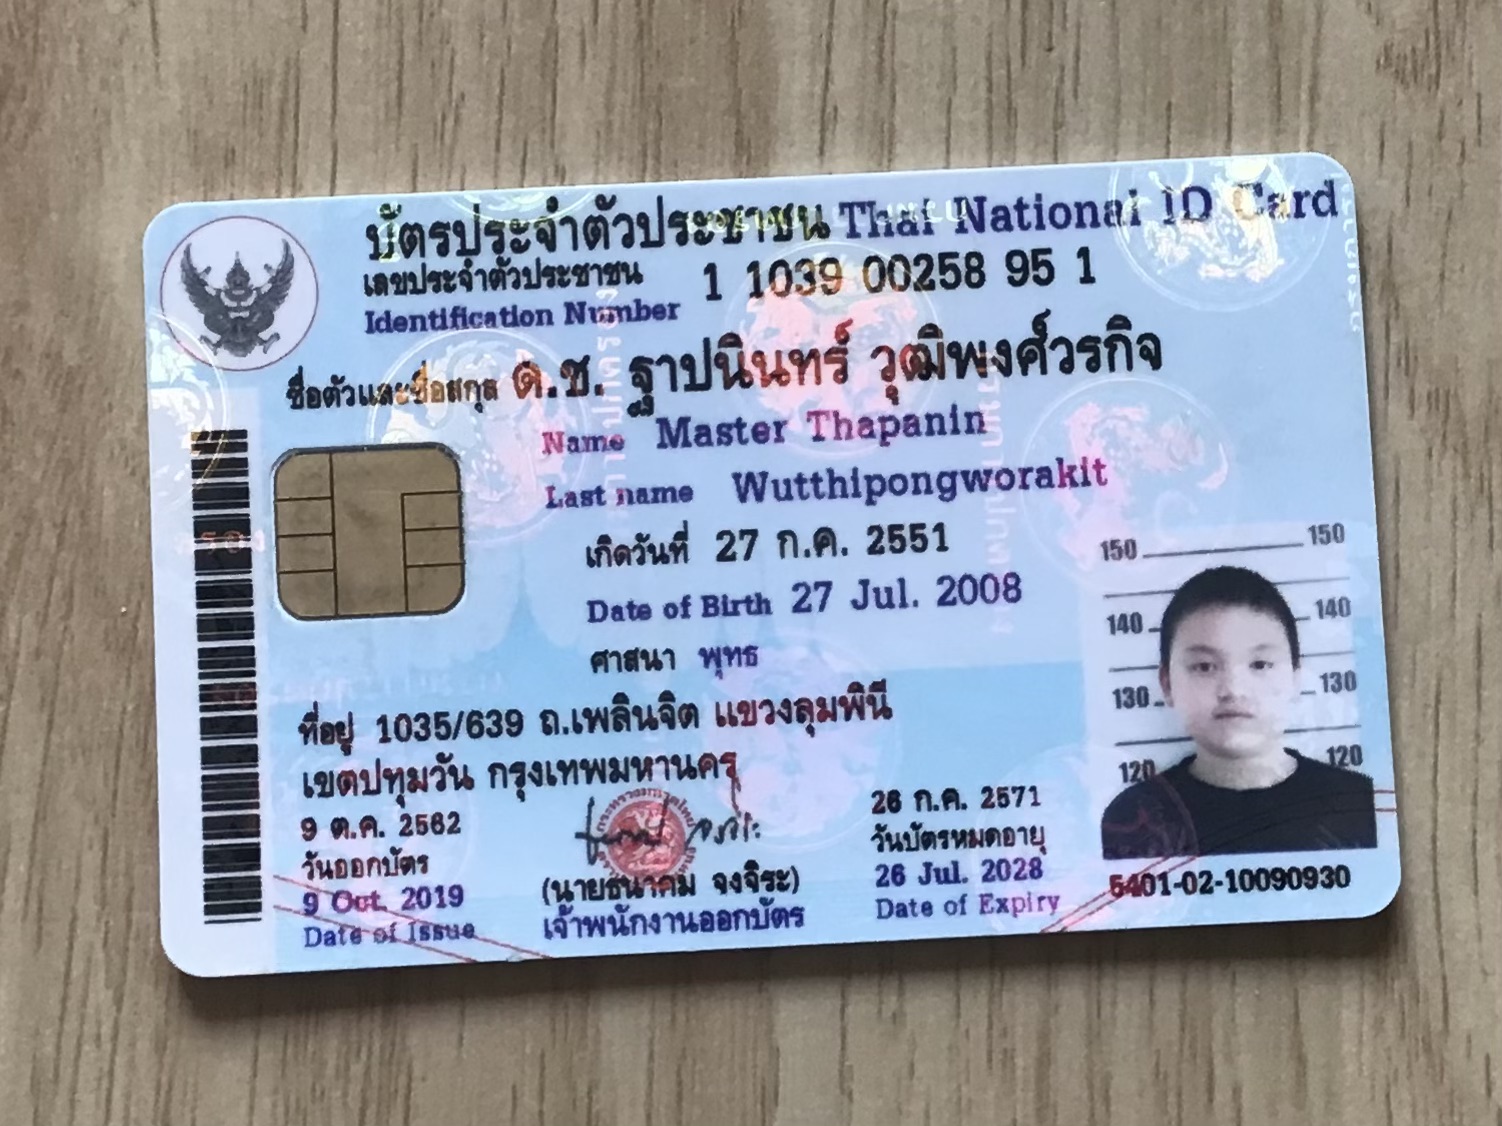 บัตรประจำตัวประชาชน Thai National ID Card
เลขประจำตัวประชาชน 1 1039 00258 95 1
Identification Number
ชื่อตัวและชื่อสกุล ด.ช. ฐาปนินทร์ วุฒิพงศ์วรกิจ
Name Master Thapanin
Last name Wutthipongworakit
เกิดวันที่ 27 ก.ค. 2551
Date of Birth 27 Jul. 2008
ศาสนา พุทธ
ที่อยู่ 1035/639 ถ.เพลินจิต แขวงลุมพินี
เขตปทุมวัน กรุงเทพมหานคร
9 ต.ค. 2562
วันออกบัตร
9 Oct. 2019
Date of Issue
(นายธนาคม จงจิระ)
เจ้าพนักงานออกบัตร
26 ก.ค. 2571
วันบัตรหมดอายุ
26 Jul. 2028
Date of Expiry
150 150
140 140
130 130
120 120
5401-02-10090930